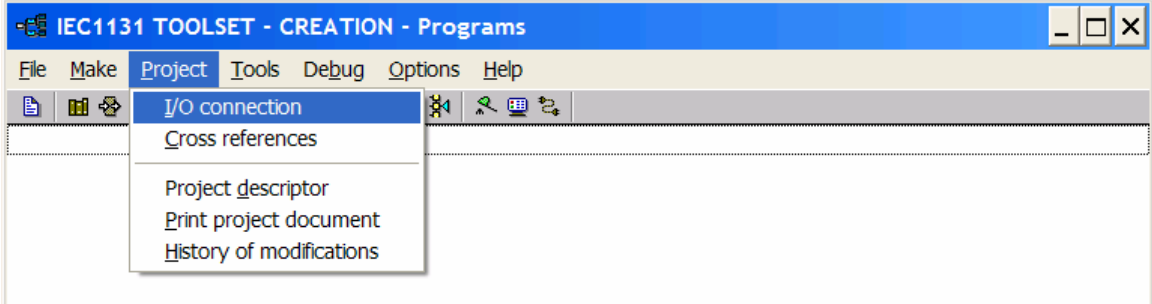 IEC1131 TOOLSET - CREATION - Programs
File Make Project Tools Debug Options Help
I/O connection
Cross references
Project descriptor
Print project document
History of modifications